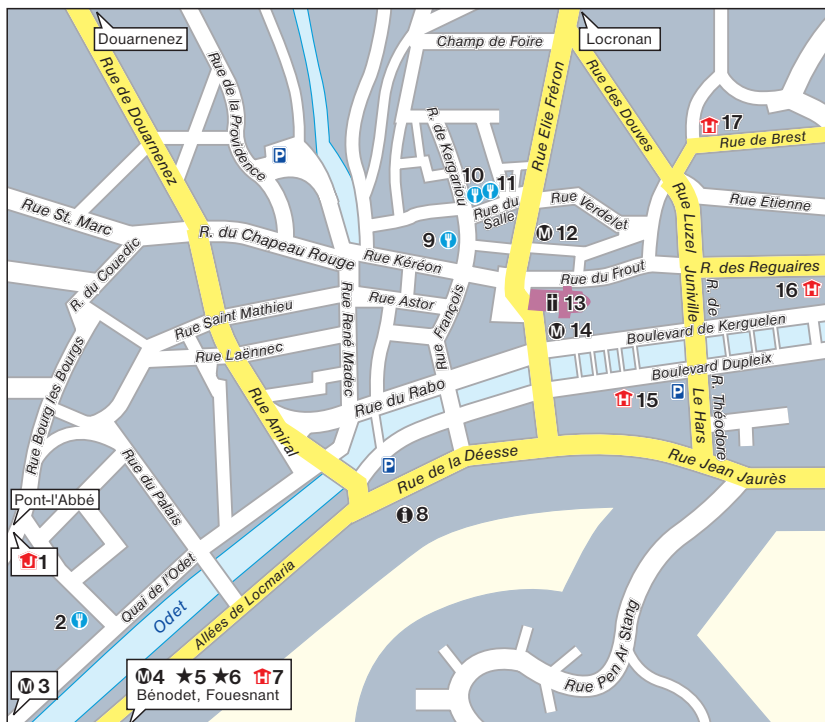 Douarnenez
Champ de Foire
Locronan
Rue de Douarnenez
Rue de la Providence
R. de Kergariou
Rue Elie Fréron
Rue des Douves
H 17
Rue de Brest
P
10
11
Rue du Salle
Rue Verdelet
Rue Etienne
Rue St. Marc
R. du Chapeau Rouge
9
M 12
Rue Luzel
R. du Couedic
Rue Kéréon
Rue du Frout
R. des Reguaires
Rue Saint Mathieu
Rue Astor
13
16 H
Rue Laënnec
Rue René Madec
Rue François
M 14
Juniville
R. de
Boulevard de Kerguelen
Boulevard Dupleix
Rue Bourg les Bourgs
Rue du Rabo
H 15
P
Le Hars
R. Théodore
Rue Amiral
P
Rue de la Déesse
Rue Jean Jaurès
Rue du Palais
Pont-l'Abbé
i 8
J 1
Quai de l'Odet
Odet
Allées de Locmaria
2
Rue Pen Ar Stang
M 3
M 4 ★5 ★6 H 7
Bénodet, Fouesnant